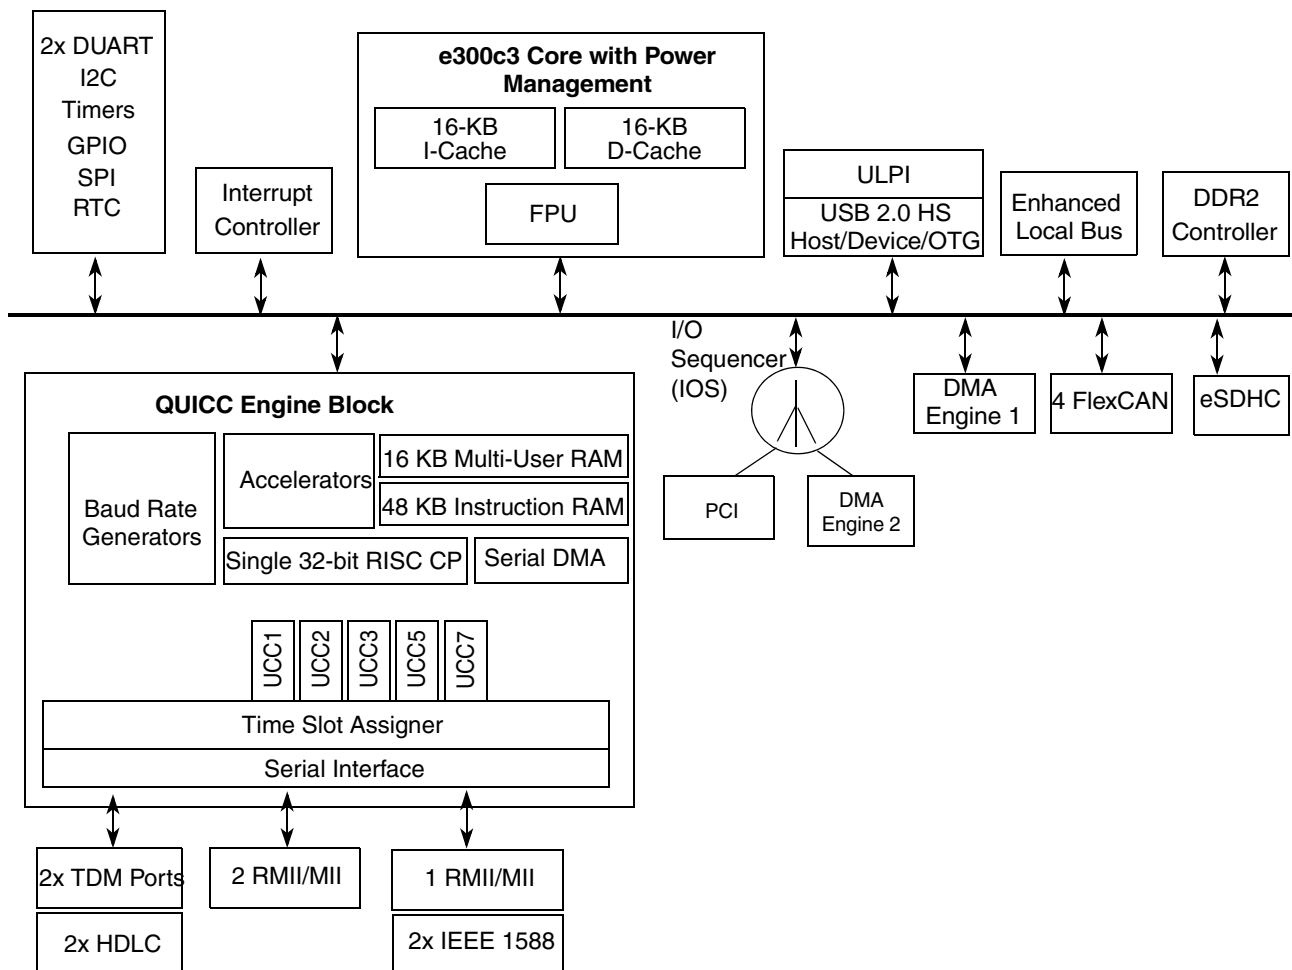 2x DUART
I2C
Timers
GPIO
SPI
RTC
Interrupt
Controller
e300c3 Core with Power
Management
16-KB
I-Cache
16-KB
D-Cache
FPU
ULPI
USB 2.0 HS
Host/Device/OTG
Enhanced
Local Bus
DDR2
Controller
I/O
Sequencer
(IOS)
PCI
DMA
Engine 2
DMA
Engine 1
4 FlexCAN
eSDHC
QUICC Engine Block
Baud Rate
Generators
Accelerators
16 KB Multi-User RAM
48 KB Instruction RAM
Single 32-bit RISC CP
Serial DMA
UCC1
UCC2
UCC3
UCC5
UCC7
Time Slot Assigner
Serial Interface
2x TDM Ports
2x HDLC
2 RMII/MII
1 RMII/MII
2x IEEE 1588